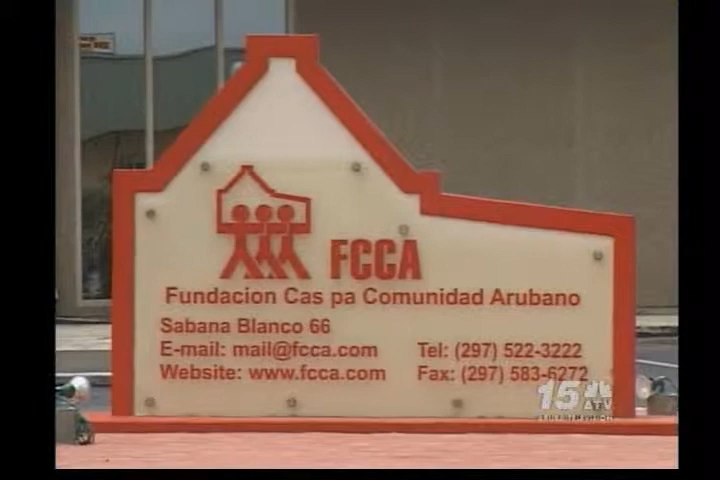 FCCA
Fundacion Cas pa Comunidad Arubano
Sabana Blanco 66
E-mail: mail@fcca.com
Tel: (297) 522-3222
Website: www.fcca.com
Fax: (297) 583-6272
15 ATV